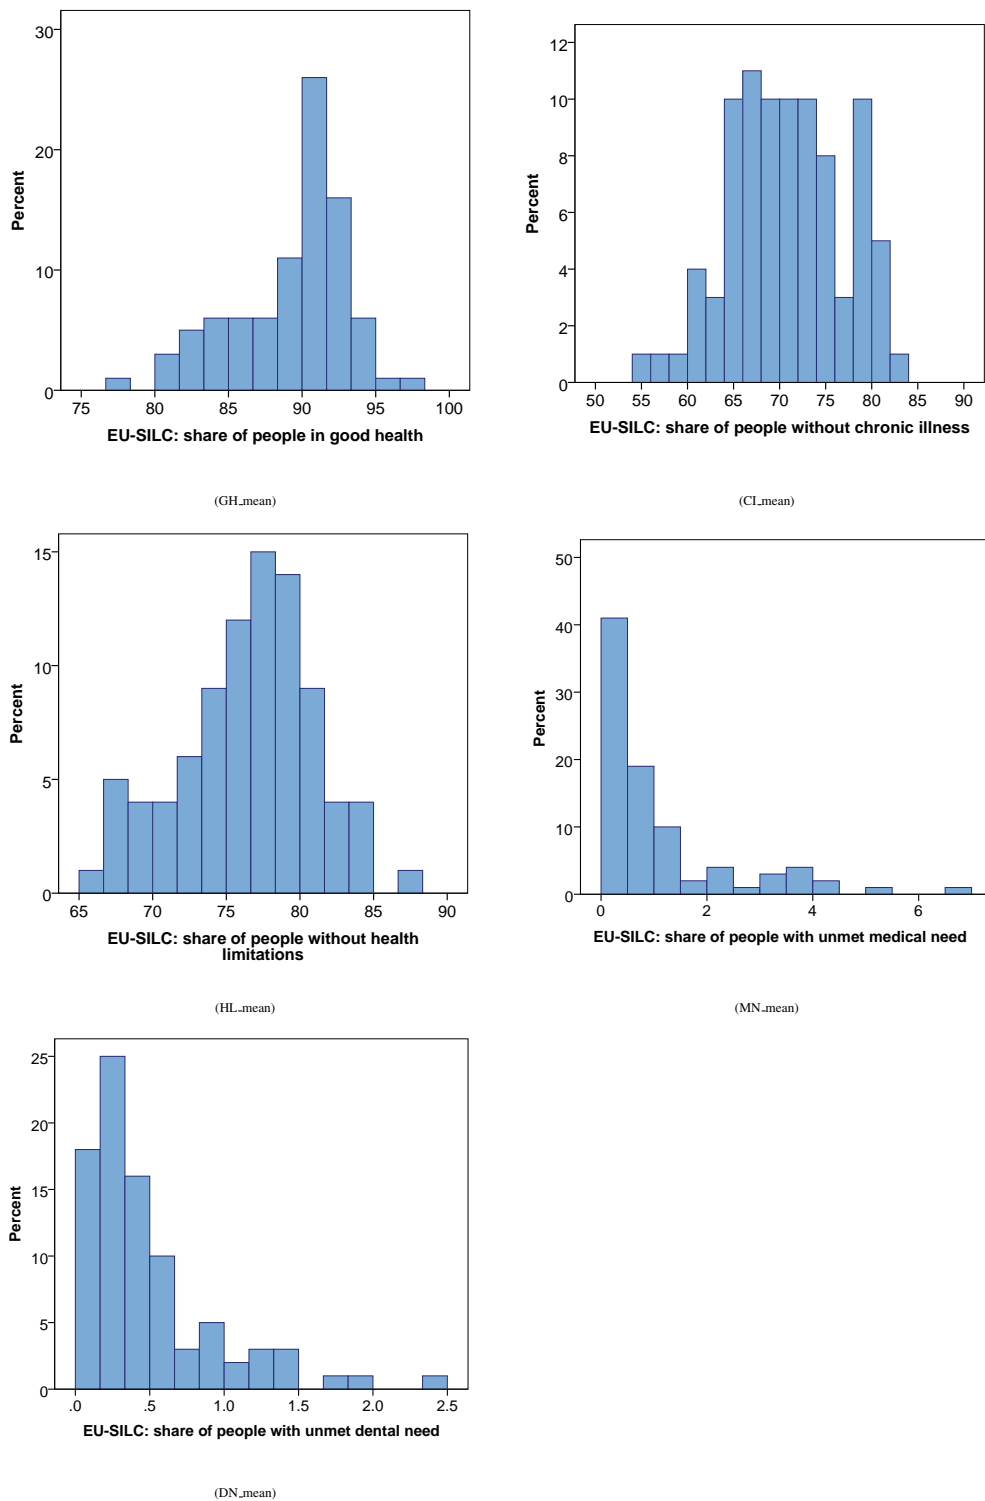 30
20
10
0
Percent
75 80 85 90 95 100
EU-SILC: share of people in good health
(GH_mean)
12
10
8
6
4
2
0
Percent
50 55 60 65 70 75 80 85 90
EU-SILC: share of people without chronic illness
(CI_mean)
15
10
5
0
Percent
65 70 75 80 85 90
EU-SILC: share of people without health
limitations
(HL_mean)
50
40
30
20
10
0
Percent
0 2 4 6
EU-SILC: share of people with unmet medical need
(MN_mean)
25
20
15
10
5
0
Percent
.0 .5 1.0 1.5 2.0 2.5
EU-SILC: share of people with unmet dental need
(DN_mean)